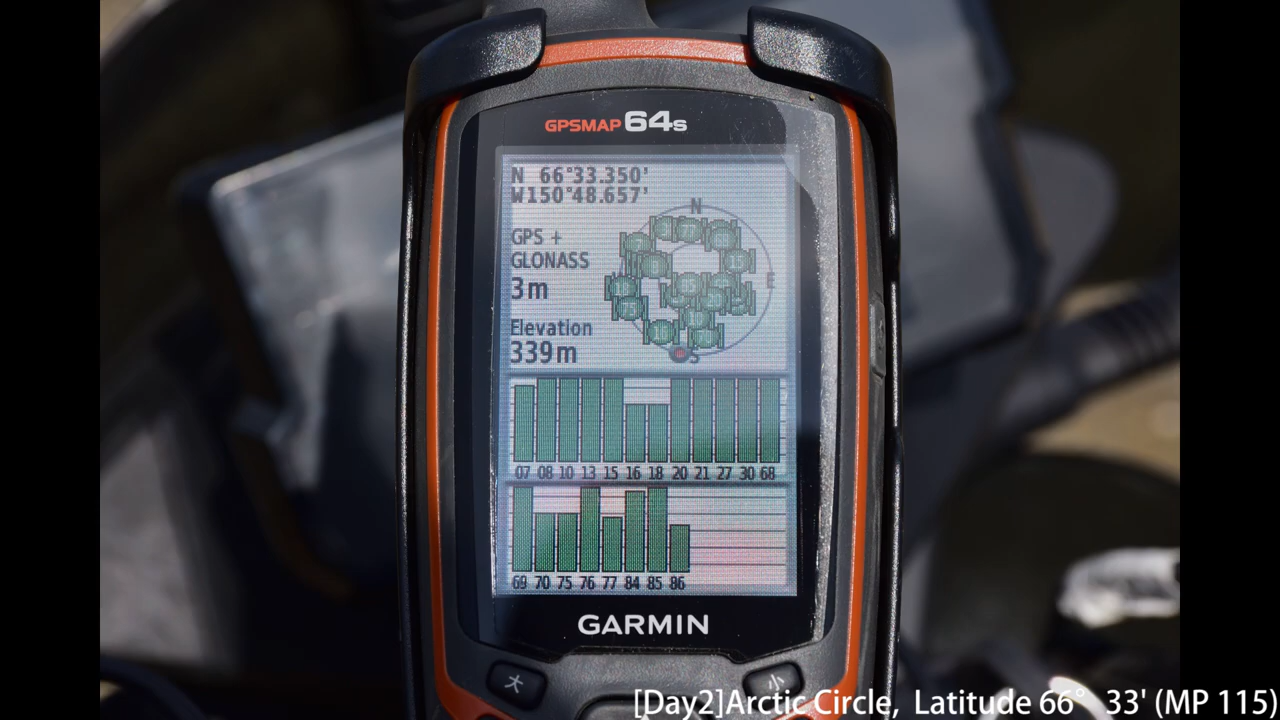 GPSMAP 64s
N 66°33.350'
W150°48.657'
GPS +
GLONASS
3m
Elevation
339m
N
E
S
07 08 10 13 15 16 18 20 21 27 30 68
69 70 75 76 77 84 85 86
GARMIN
大 小
[Day2]Arctic Circle, Latitude 66° 33' (MP 115)